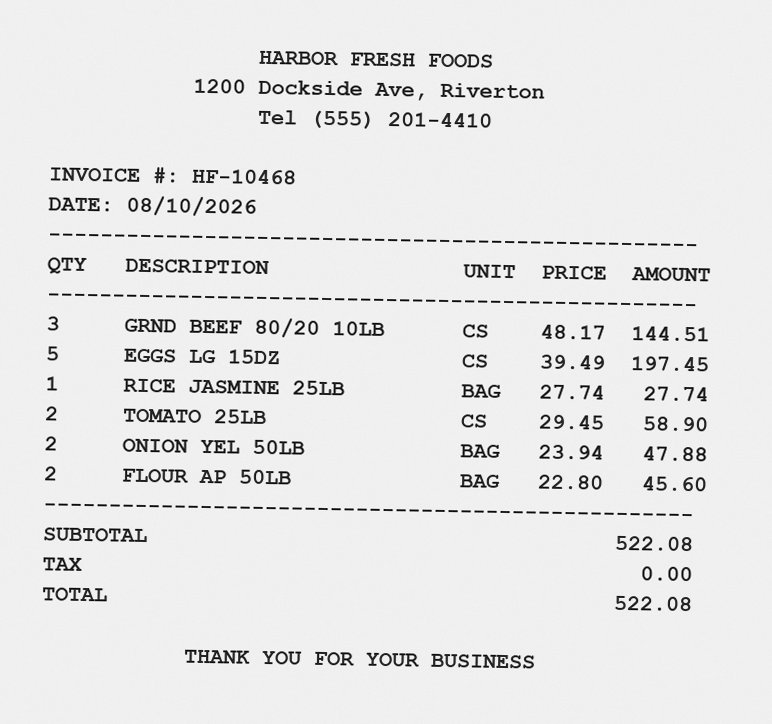 HARBOR FRESH FOODS
1200 Dockside Ave, Riverton
Tel (555) 201-4410
INVOICE #: HF-10468
DATE: 08/10/2026
--------------------------------------------------
QTY DESCRIPTION UNIT PRICE AMOUNT
--------------------------------------------------
3 GRND BEEF 80/20 10LB CS 48.17 144.51
5 EGGS LG 15DZ CS 39.49 197.45
1 RICE JASMINE 25LB BAG 27.74 27.74
2 TOMATO 25LB CS 29.45 58.90
2 ONION YEL 50LB BAG 23.94 47.88
2 FLOUR AP 50LB BAG 22.80 45.60
--------------------------------------------------
SUBTOTAL 522.08
TAX 0.00
TOTAL 522.08
THANK YOU FOR YOUR BUSINESS